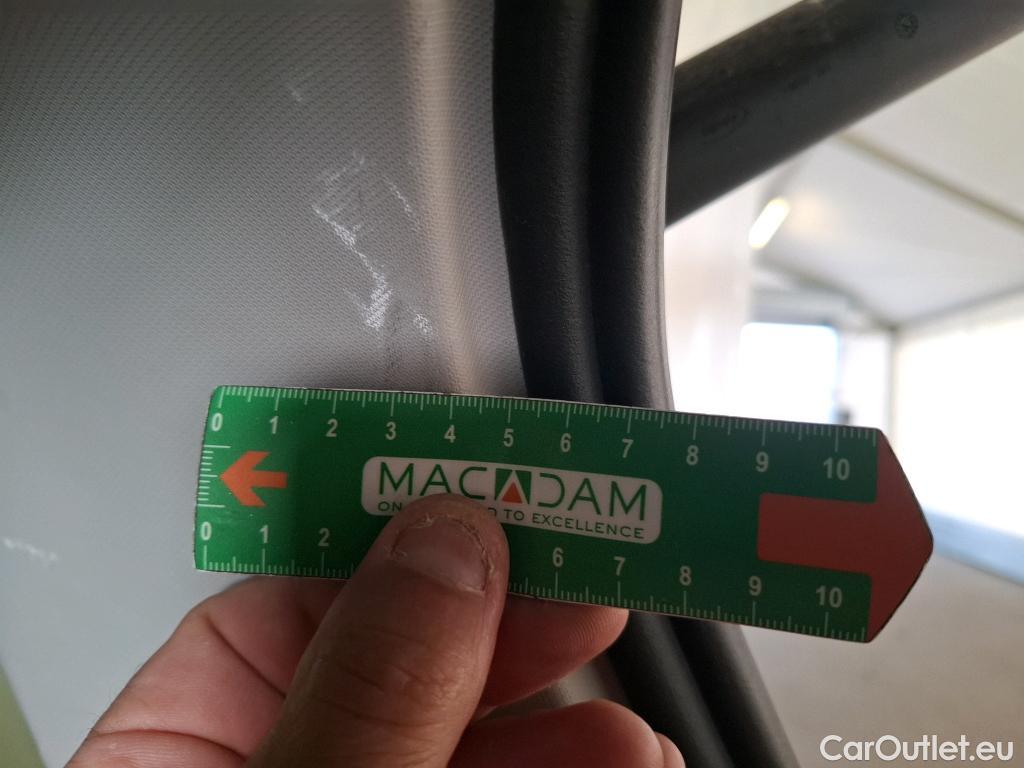 0 1 2 3 4 5 6 7 8 9 10
MACADAM
ON TO EXCELLENCE
0 1 2 6 7 8 9 10
CarOutlet.eu